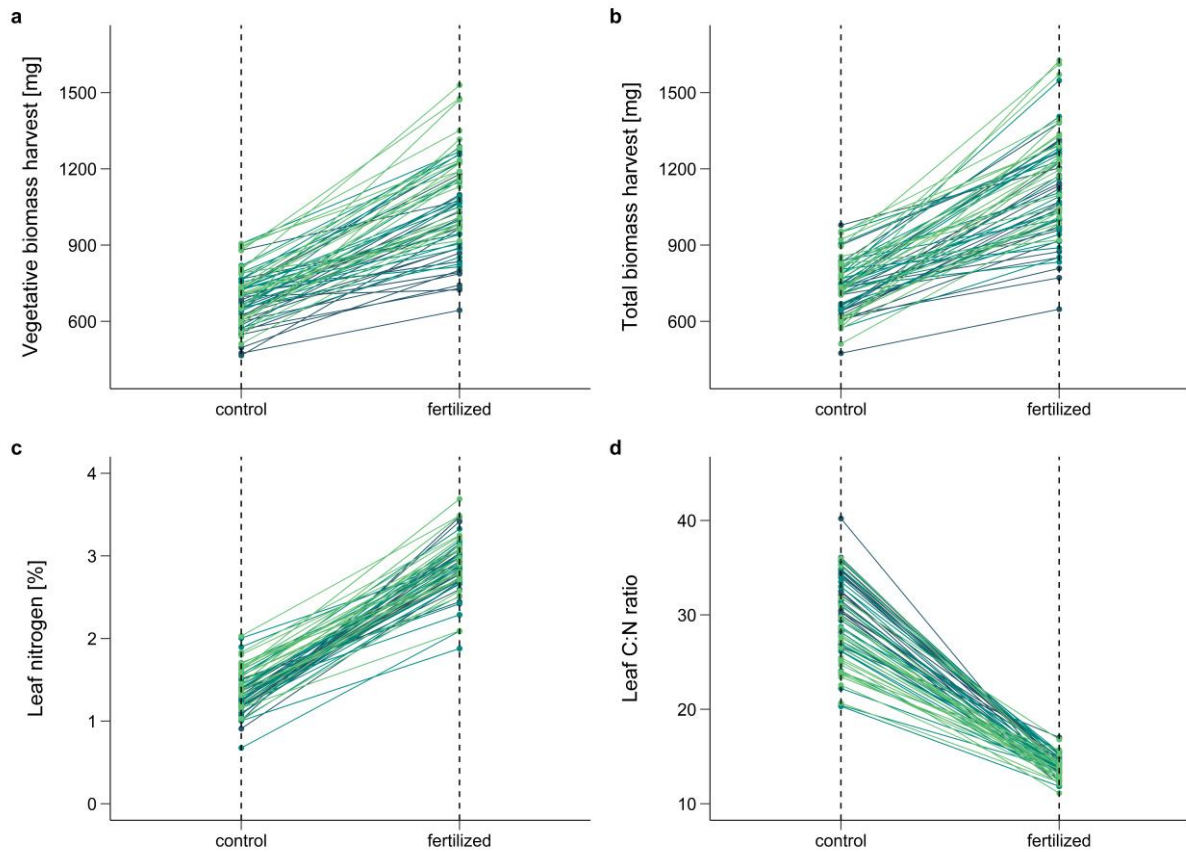 a
Vegetative biomass harvest [mg]
1500
1200
900
600
control
fertilized
b
Total biomass harvest [mg]
1500
1200
900
600
control
fertilized
c
Leaf nitrogen [%]
4
3
2
1
0
control
fertilized
d
Leaf C:N ratio
40
30
20
10
control
fertilized